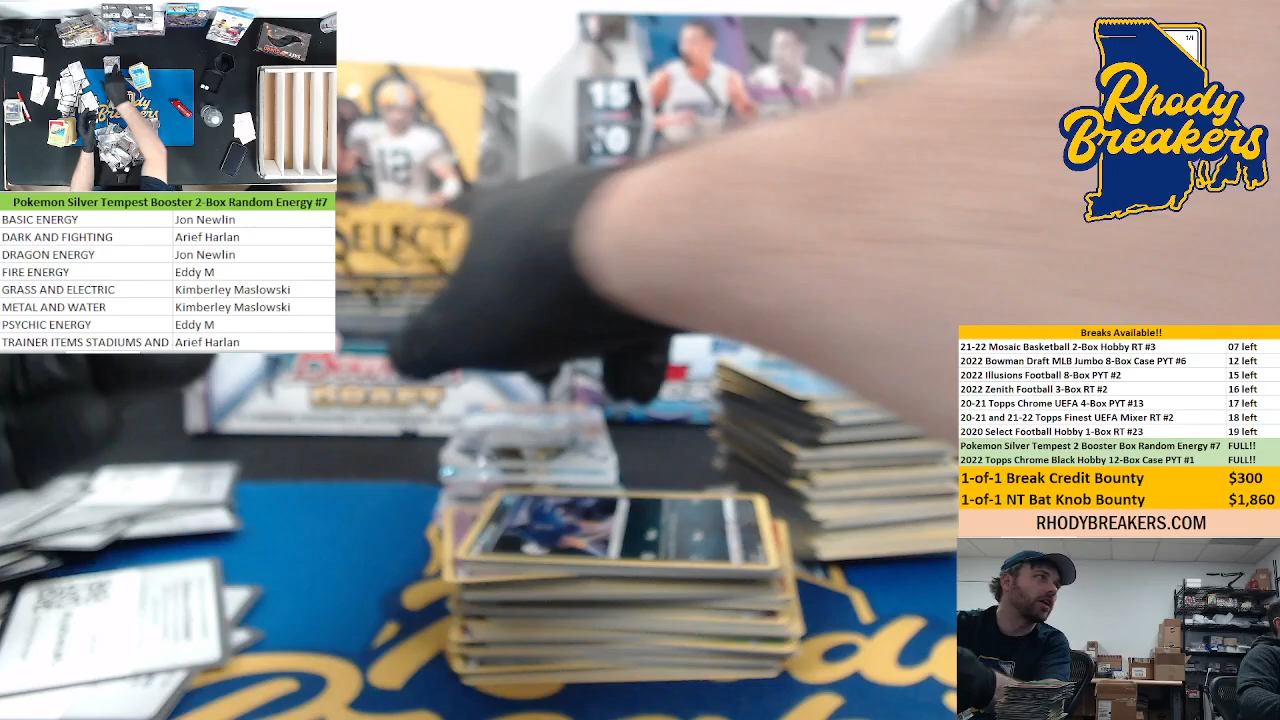 Pokemon Silver Tempest Booster 2-Box Random Energy #7
BASIC ENERGY Jon Newlin
DARK AND FIGHTING Arief Harlan
DRAGON ENERGY Jon Newlin
FIRE ENERGY Eddy M
GRASS AND ELECTRIC Kimberley Maslowski
METAL AND WATER Kimberley Maslowski
PSYCHIC ENERGY Eddy M
TRAINER ITEMS STADIUMS AND Arief Harlan
15
12
SELECT
HOBBY
Breakers
1/1
Rhody
Breakers
Breaks Available!!
21-22 Mosaic Basketball 2-Box Hobby RT #3 07 left
2022 Bowman Draft MLB Jumbo 8-Box Case PYT #6 12 left
2022 Illusions Football 8-Box PYT #2 15 left
2022 Zenith Football 3-Box RT #2 16 left
20-21 Topps Chrome UEFA 4-Box PYT #13 17 left
20-21 and 21-22 Topps Finest UEFA Mixer RT #2 18 left
2020 Select Football Hobby 1-Box RT #23 19 left
Pokemon Silver Tempest 2 Booster Box Random Energy #7 FULL!!
2022 Topps Chrome Black Hobby 12-Box Case PYT #1 FULL!!
1-of-1 Break Credit Bounty $300
1-of-1 NT Bat Knob Bounty $1,860
RHODYBREAKERS.COM